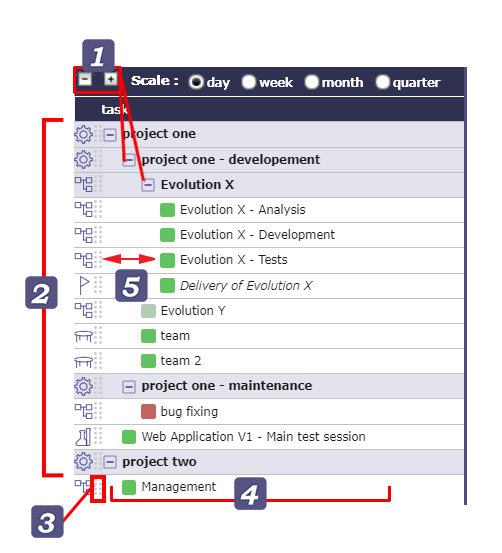 1
Scale : day week month quarter
task
project one
project one - developement
Evolution X
Evolution X - Analysis
Evolution X - Development
Evolution X - Tests
2
5
Delivery of Evolution X
Evolution Y
team
team 2
project one - maintenance
bug fixing
Web Application V1 - Main test session
project two
Management
4
3